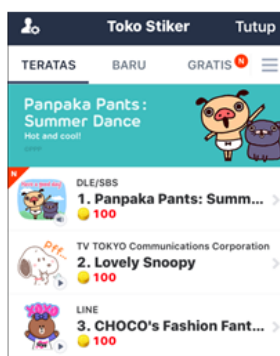 Toko Stiker
Tutup
TERATAS
BARU
GRATIS N
Panpaka Pants :
Summer Dance
Hot and cool!
N
DLE/SBS
1. Panpaka Pants: Summ...
100
Pff...
TV TOKYO Communications Corporation
2. Lovely Snoopy
100
LINE
3. CHOCO's Fashion Fant...
100